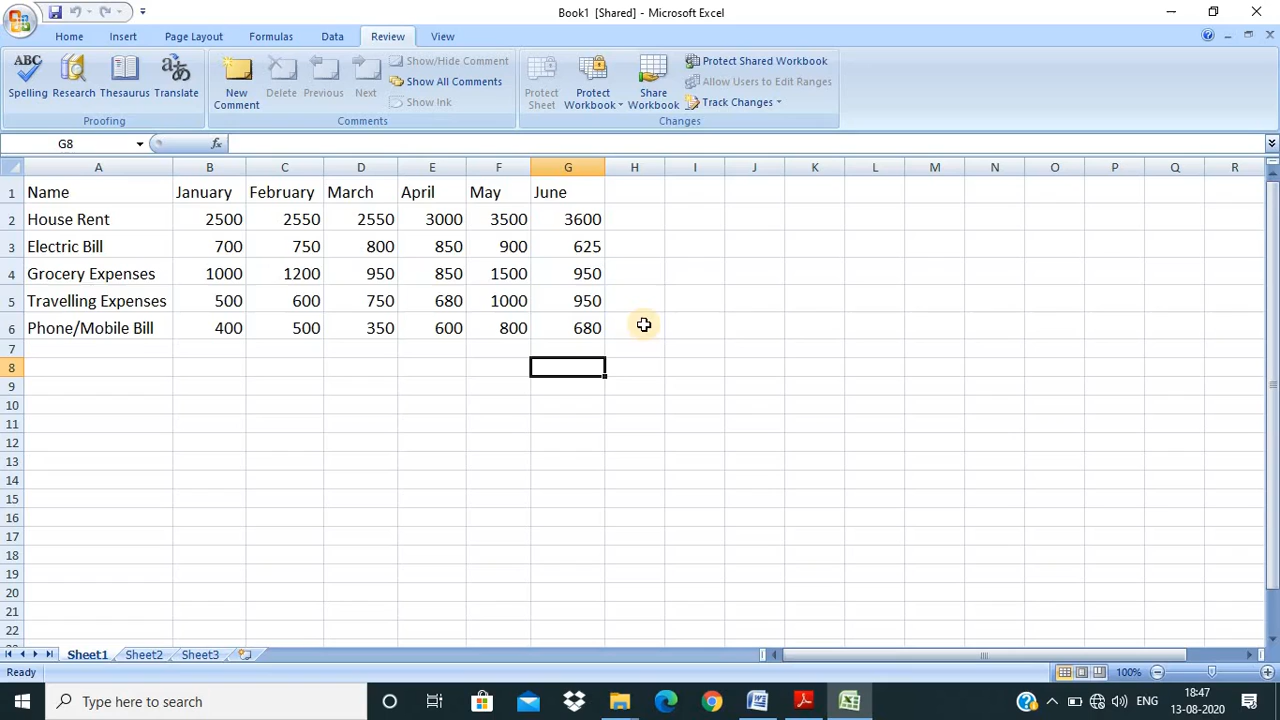 Book1 [Shared] - Microsoft Excel
Home Insert Page Layout Formulas Data Review View
ABC
Spelling Research Thesaurus Translate
Proofing
New Comment Delete Previous Next
Show/Hide Comment
Show All Comments
Show Ink
Comments
Protect Sheet Protect Workbook Share Workbook
Protect Shared Workbook
Allow Users to Edit Ranges
Track Changes
Changes
G8 fx
A B C D E F G H I J K L M N O P Q R
1 Name January February March April May June
2 House Rent 2500 2550 2550 3000 3500 3600
3 Electric Bill 700 750 800 850 900 625
4 Grocery Expenses 1000 1200 950 850 1500 950
5 Travelling Expenses 500 600 750 680 1000 950
6 Phone/Mobile Bill 400 500 350 600 800 680
7
8
9
10
11
12
13
14
15
16
17
18
19
20
21
22
Sheet1 Sheet2 Sheet3
Ready 100%
Type here to search
ENG
18:47
13-08-2020